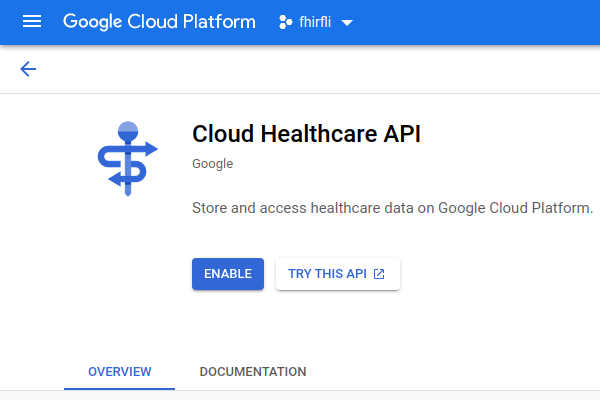 Google Cloud Platform fhirfli
Cloud Healthcare API
Google
Store and access healthcare data on Google Cloud Platform.
ENABLE TRY THIS API
OVERVIEW DOCUMENTATION